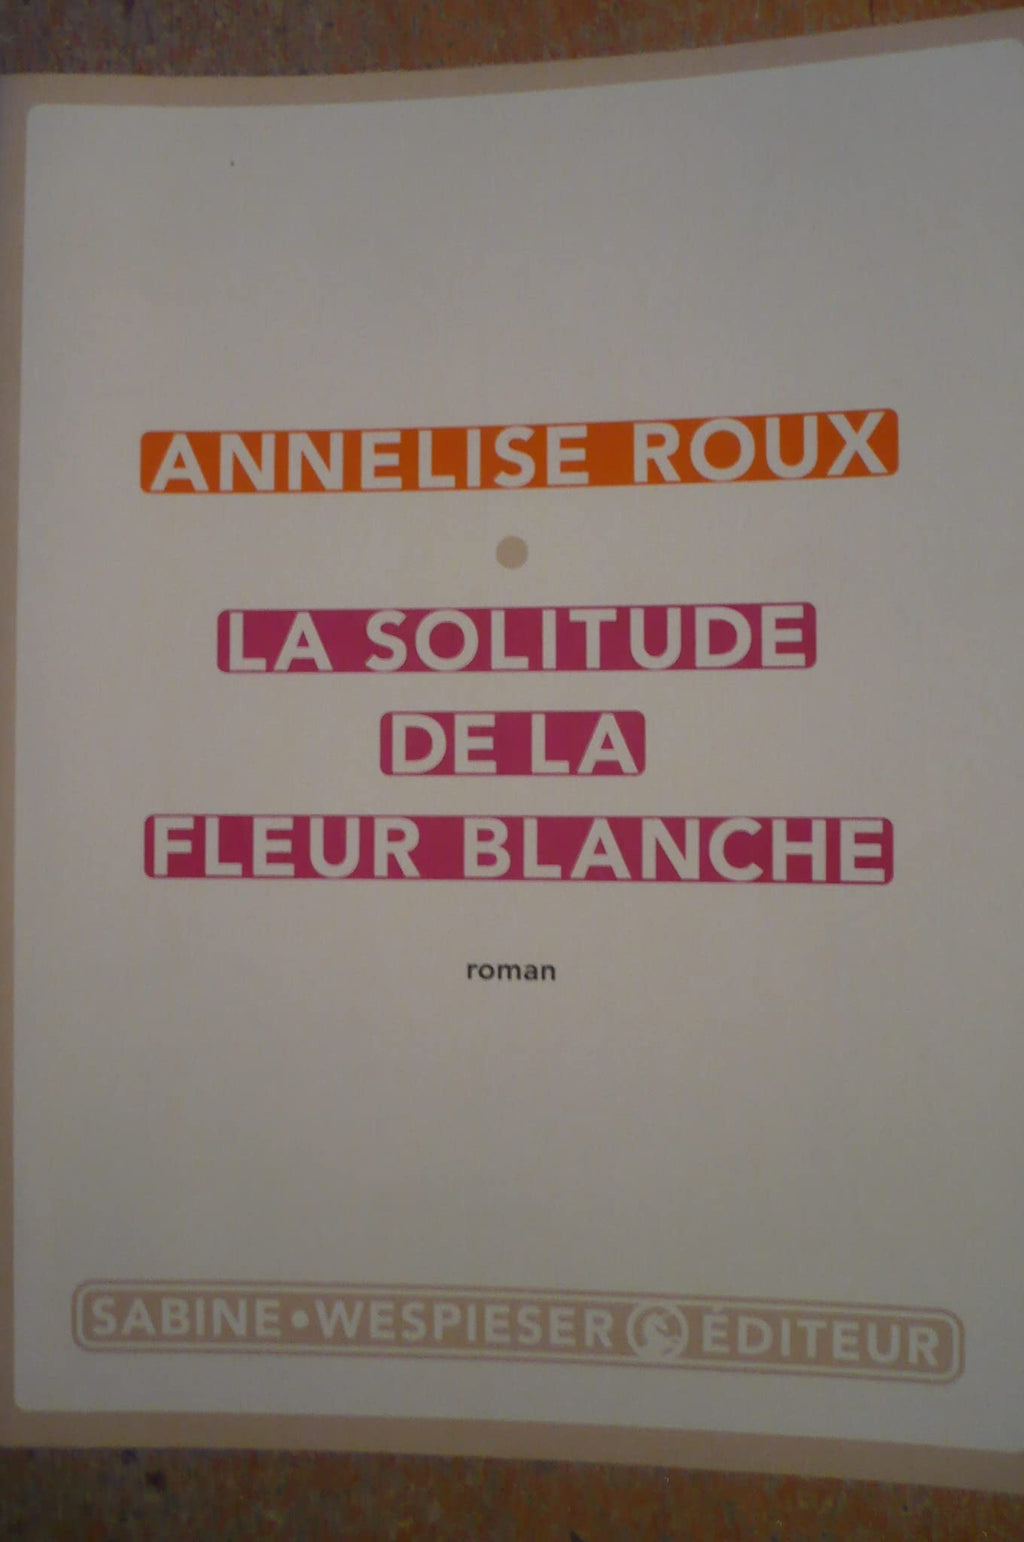 ANNELISE ROUX
LA SOLITUDE
DE LA
FLEUR BLANCHE
roman
SABINE • WESPIESER ÉDITEUR